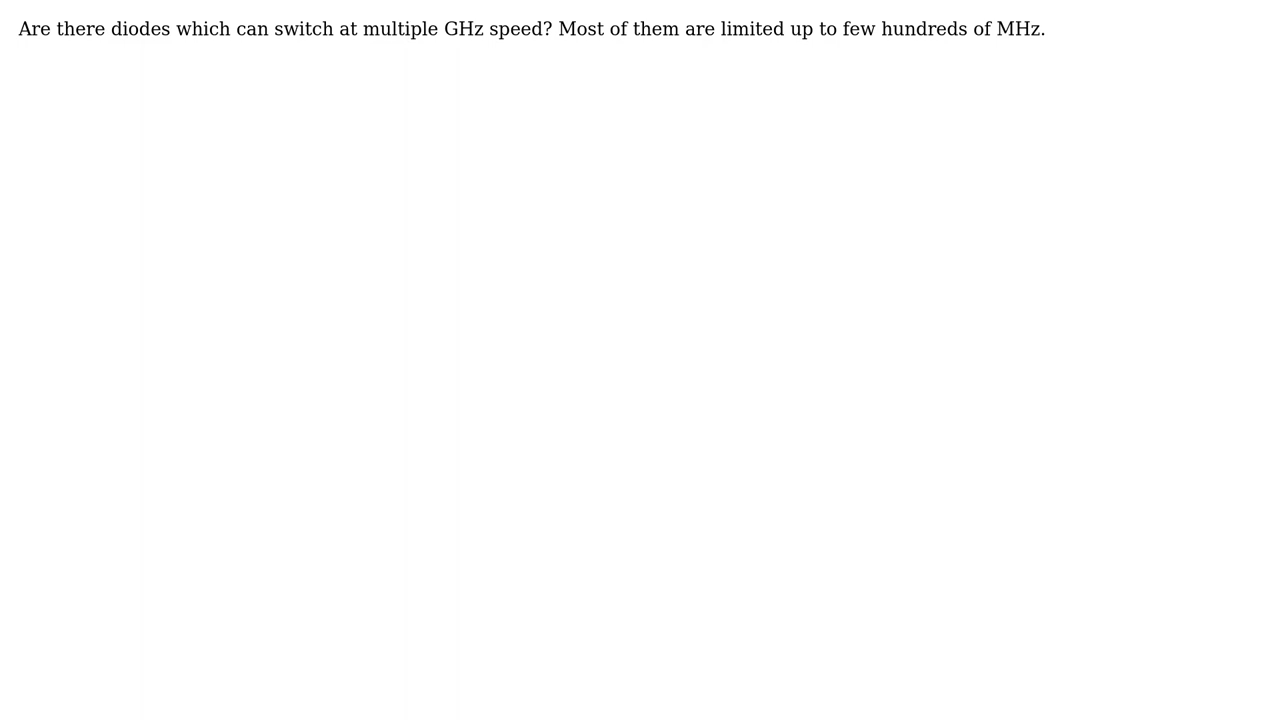 Are there diodes which can switch at multiple GHz speed? Most of them are limited up to few hundreds of MHz.